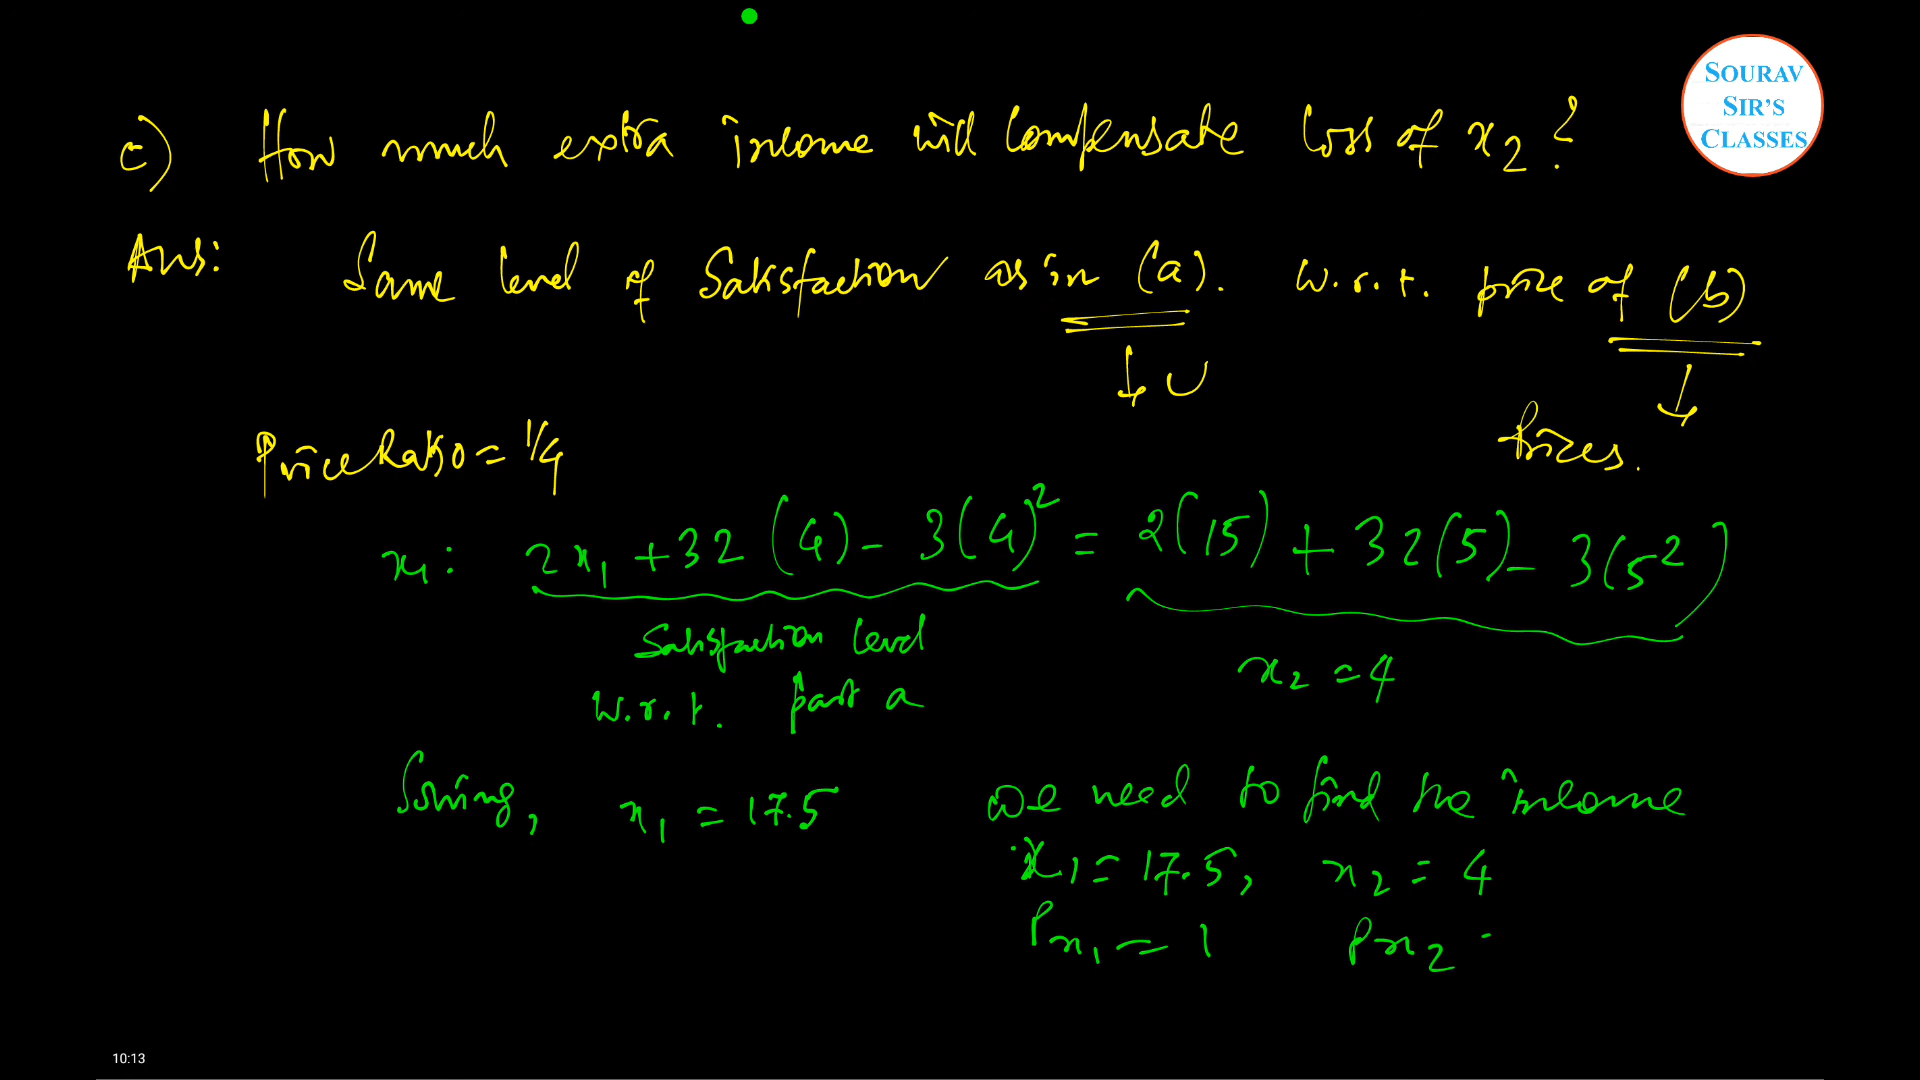 SOURAV
SIR'S
CLASSES
c) How much extra income will compensate loss of x₂?
Ans: Same level of Satisfaction as in (a). w.r.t. price of (b)
↓ U ↓
Price Ratio = 1/4 prices.
x₁: 2x₁ + 32(4) - 3(4)² = 2(15) + 32(5) - 3(5²)
Satisfaction level x₂ = 4
w.r.t. part a
Solving, x₁ = 17.5 we need to find the income
x₁ = 17.5, x₂ = 4
Px₁ = 1 Px₂ -
10:13